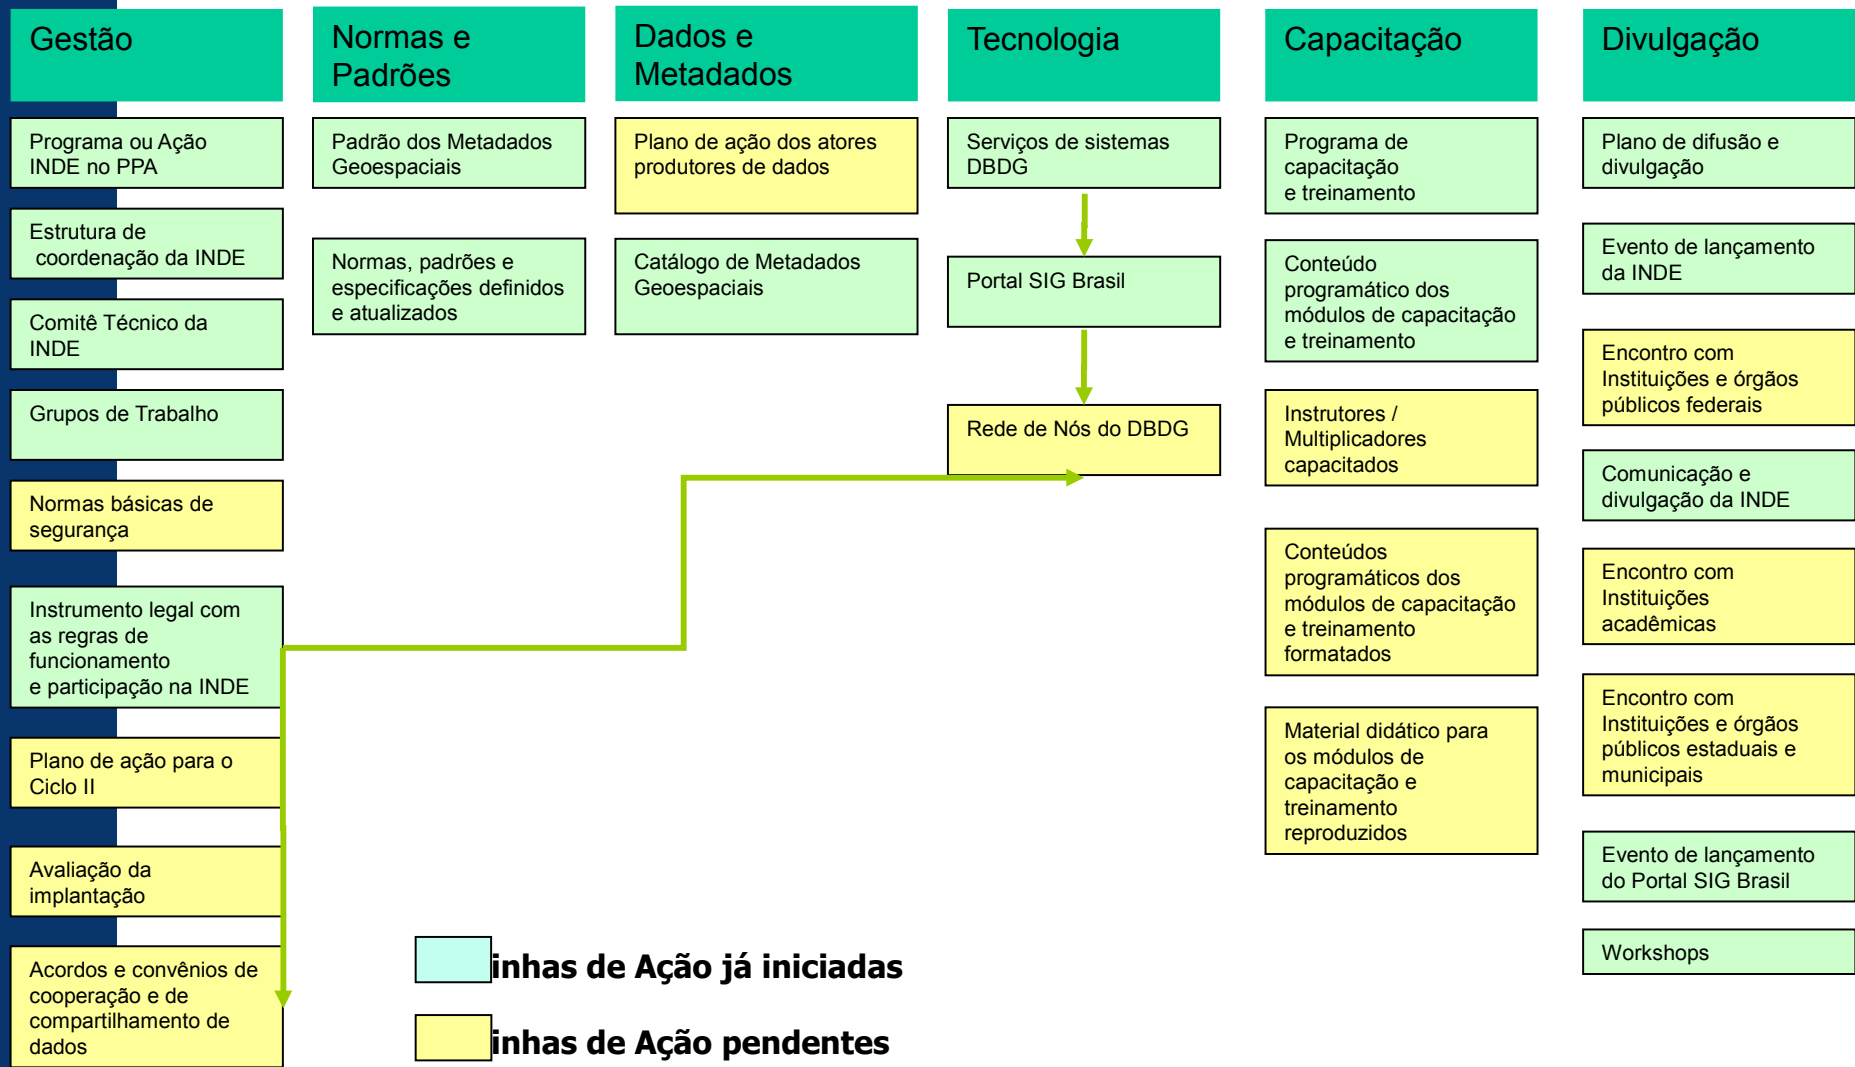 Gestão
Normas e
Padrões
Dados e
Metadados
Tecnologia
Capacitação
Divulgação
Programa ou Ação
INDE no PPA
Estrutura de
coordenação da INDE
Comitê Técnico da
INDE
Grupos de Trabalho
Normas básicas de
segurança
Instrumento legal com
as regras de
funcionamento
e participação na INDE
Plano de ação para o
Ciclo II
Avaliação da
implantação
Acordos e convênios de
cooperação e de
compartilhamento de
dados
Padrão dos Metadados
Geoespaciais
Normas, padrões e
especificações definidos
e atualizados
Plano de ação dos atores
produtores de dados
Catálogo de Metadados
Geoespaciais
Serviços de sistemas
DBDG
Portal SIG Brasil
Rede de Nós do DBDG
Programa de
capacitação
e treinamento
Conteúdo
programático dos
módulos de capacitação
e treinamento
Instrutores /
Multiplicadores
capacitados
Conteúdos
programáticos dos
módulos de capacitação
e treinamento
formatados
Material didático para
os módulos de
capacitação e
treinamento
reproduzidos
Plano de difusão e
divulgação
Evento de lançamento
da INDE
Encontro com
Instituições e órgãos
públicos federais
Comunicação e
divulgação da INDE
Encontro com
Instituições
acadêmicas
Encontro com
Instituições e órgãos
públicos estaduais e
municipais
Evento de lançamento
do Portal SIG Brasil
Workshops
inhas de Ação já iniciadas
inhas de Ação pendentes